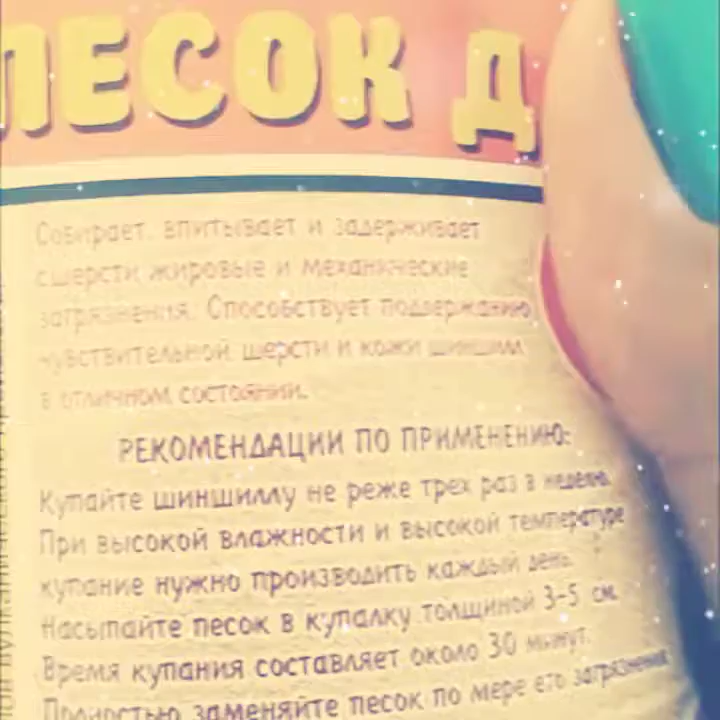 ПЕСОК Д
Собирает, впитывает и задерживает
с шерсти жировые и механические
загрязнения. Способствует поддержанию
чувствительной шерсти и кожи шиншилл
в отличном состоянии.
РЕКОМЕНДАЦИИ ПО ПРИМЕНЕНИЮ:
Купайте шиншиллу не реже трех раз в неделю.
При высокой влажности и высокой температуре
купание нужно производить каждый день.
Насыпайте песок в купалку толщиной 3-5 см.
Время купания составляет около 30 минут.
Полностью заменяйте песок по мере его загрязнения